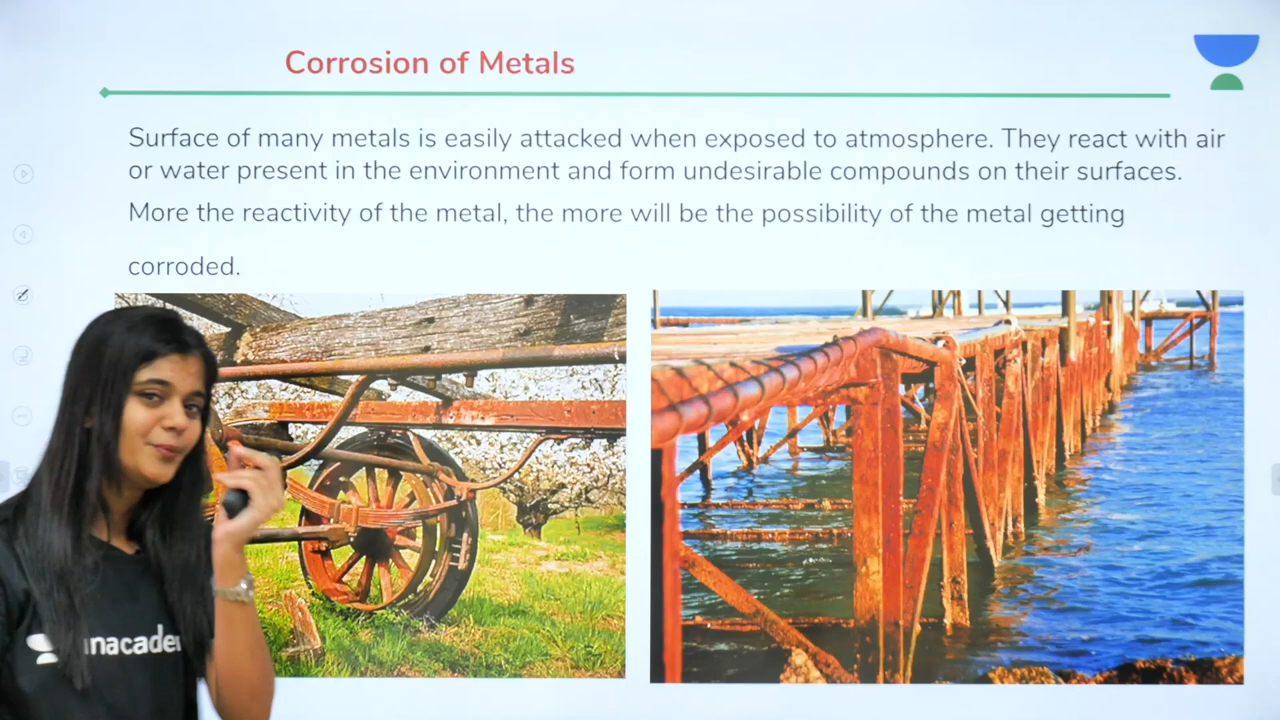 Corrosion of Metals
Surface of many metals is easily attacked when exposed to atmosphere. They react with air
or water present in the environment and form undesirable compounds on their surfaces.
More the reactivity of the metal, the more will be the possibility of the metal getting
corroded.
unacadem